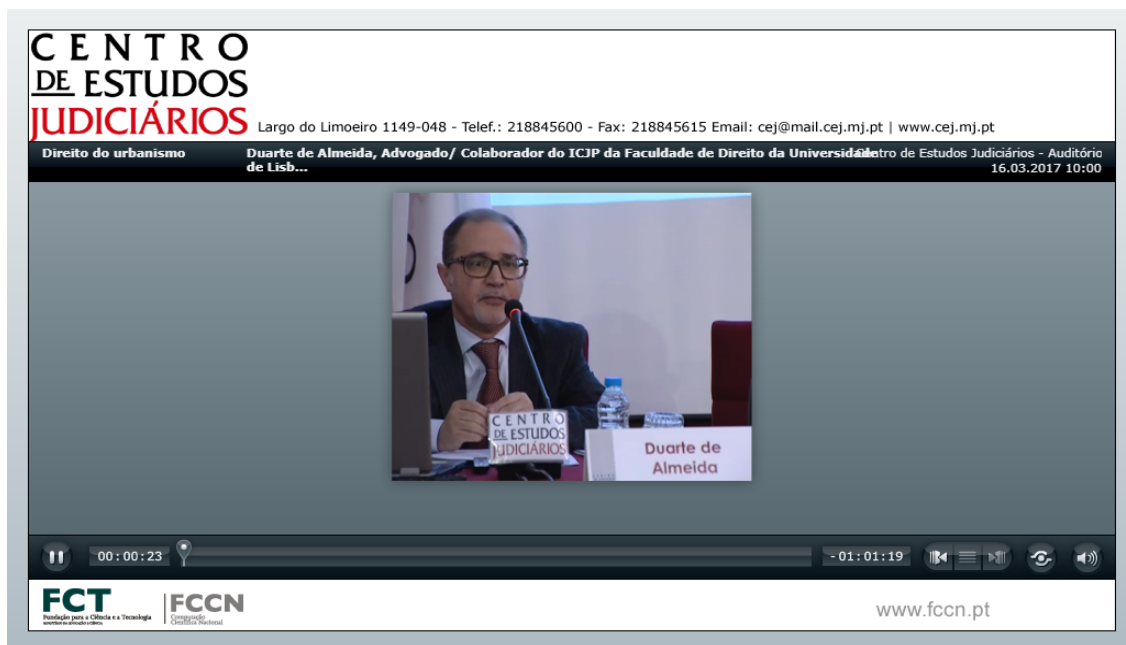 CENTRO
DE ESTUDOS
JUDICIÁRIOS
Largo do Limoeiro 1149-048 - Telef.: 218845600 - Fax: 218845615 Email: cej@mail.cej.mj.pt | www.cej.mj.pt
Direito do urbanismo
Duarte de Almeida, Advogado/ Colaborador do ICJP da Faculdade de Direito da Universidade
de Lisb...
Centro de Estudos Judiciários - Auditório
16.03.2017 10:00
CENTRO
DE ESTUDOS
JUDICIÁRIOS
Duarte de
Almeida
00:00:23
-01:01:19
FCT
Fundação para a Ciência e a Tecnologia
FCCN
Computação
Científica Nacional
www.fccn.pt